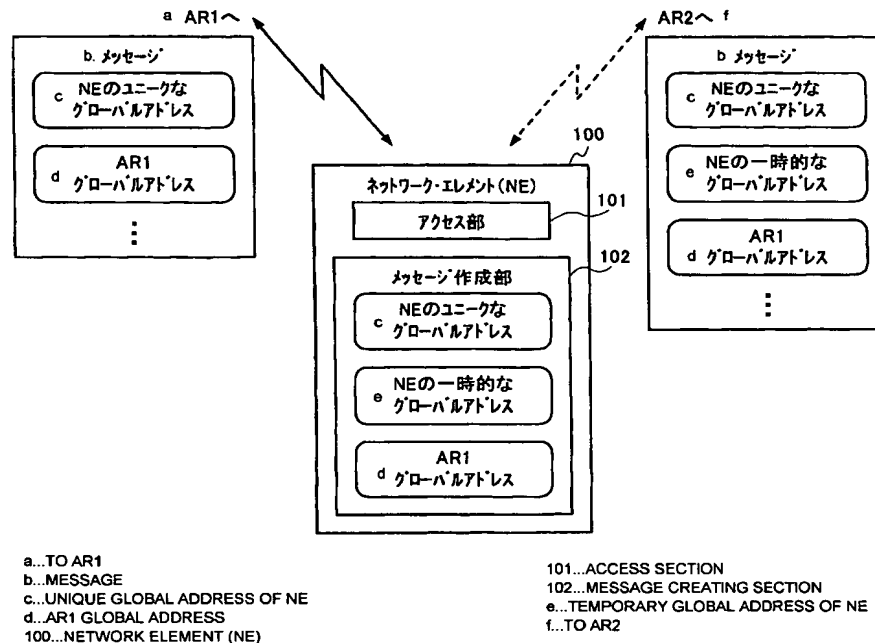 a AR1へ
b. メッセージ
c NEのユニークな
グローバルアドレス
d AR1
グローバルアドレス
⋮
100
ネットワーク・エレメント(NE)
101
アクセス部
102
メッセージ作成部
c NEのユニークな
グローバルアドレス
e NEの一時的な
グローバルアドレス
d AR1
グローバルアドレス
AR2へ f
b メッセージ
c NEのユニークな
グローバルアドレス
e NEの一時的な
グローバルアドレス
d AR1
グローバルアドレス
⋮
a...TO AR1
b...MESSAGE
c...UNIQUE GLOBAL ADDRESS OF NE
d...AR1 GLOBAL ADDRESS
100...NETWORK ELEMENT (NE)
101...ACCESS SECTION
102...MESSAGE CREATING SECTION
e...TEMPORARY GLOBAL ADDRESS OF NE
f...TO AR2